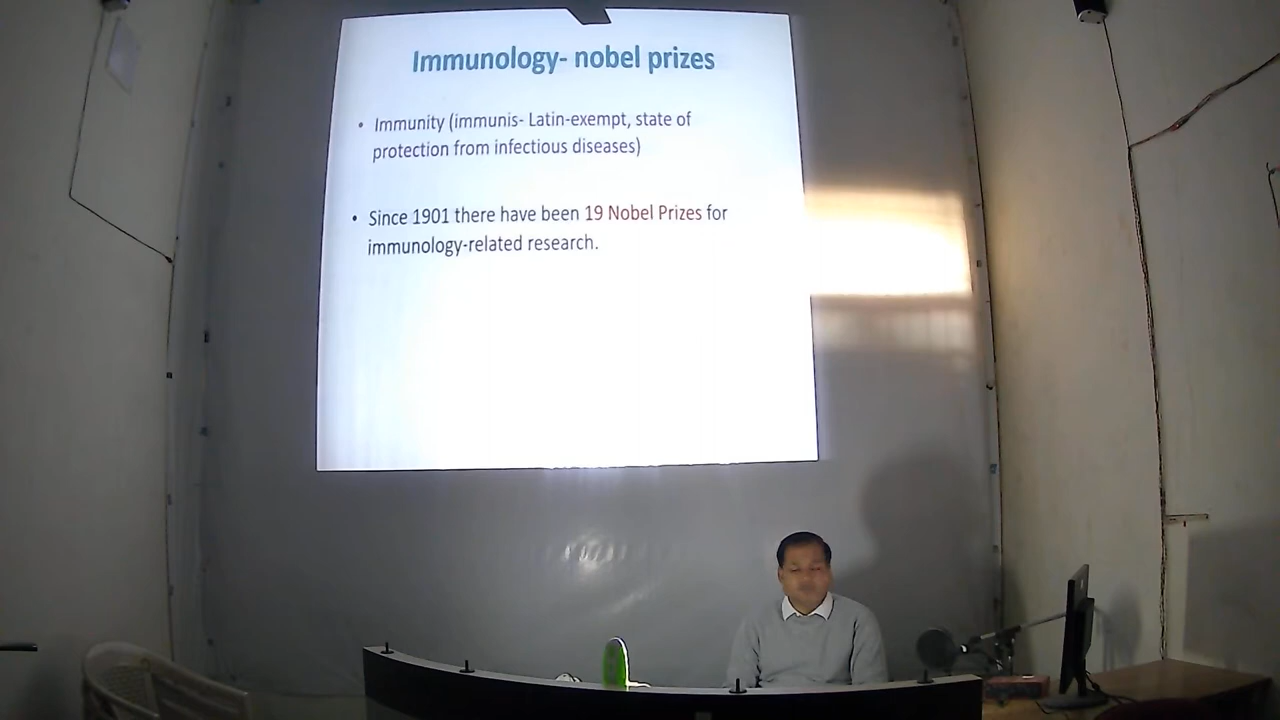 Immunology- nobel prizes
• Immunity (immunis- Latin-exempt, state of
protection from infectious diseases)
• Since 1901 there have been 19 Nobel Prizes for
immunology-related research.